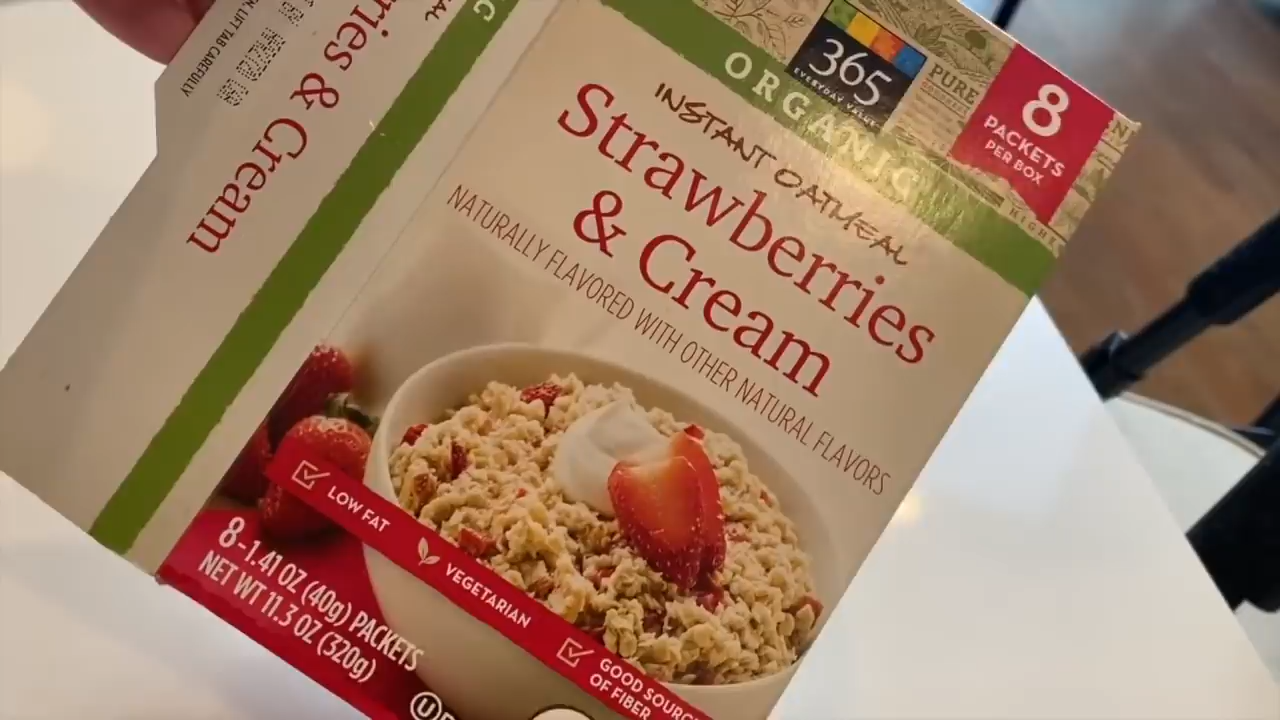 365
EVERYDAY VALUE
PURE
8
PACKETS
PER BOX
ORGANIC
INSTANT OATMEAL
Strawberries
& Cream
NATURALLY FLAVORED WITH OTHER NATURAL FLAVORS
LOW FAT
VEGETARIAN
GOOD SOURC
OF FIBER
8-1.41 OZ (40g) PACKETS
NET WT 11.3 OZ (320g)
U
ries & Cream
LIFT TAB CAREFULLY
HIGHE